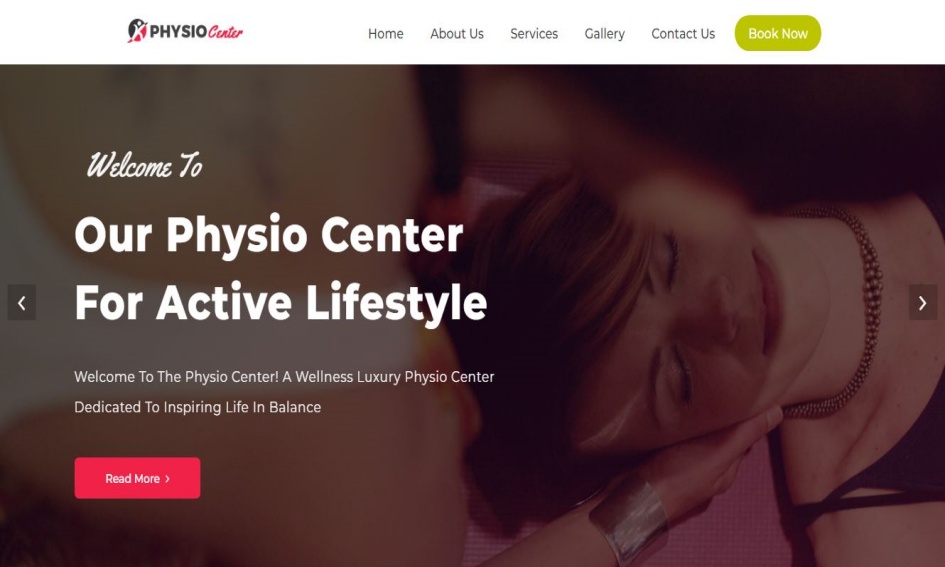 PHYSIO Center
Home
About Us
Services
Gallery
Contact Us
Book Now
Welcome To
Our Physio Center
For Active Lifestyle
Welcome To The Physio Center! A Wellness Luxury Physio Center
Dedicated To Inspiring Life In Balance
Read More